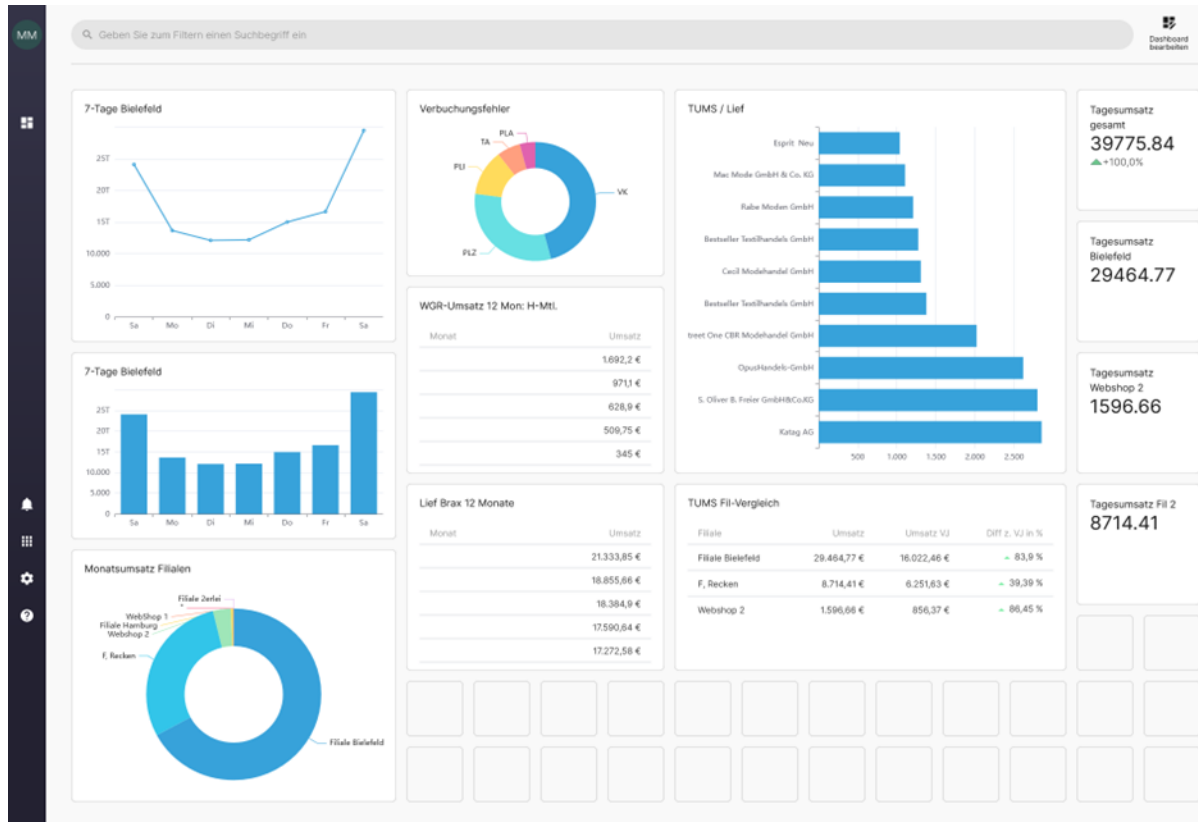 MM
Geben Sie zum Filtern einen Suchbegriff ein
Dashboard
bearbeiten
7-Tage Bielefeld
25T
20T
15T
10.000
5.000
0
Sa Mo Di Mi Do Fr Sa
7-Tage Bielefeld
25T
20T
15T
10.000
5.000
0
Sa Mo Di Mi Do Fr Sa
Monatsumsatz Filialen
Filiale 2erlei
WebShop 1
Filiale Hamburg
Webshop 2
F, Recken
Filiale Bielefeld
Verbuchungsfehler
PLA
TA
PLI
VK
PLZ
WGR-Umsatz 12 Mon: H-Mtl.
Monat Umsatz
1.692,2 €
971,1 €
628,9 €
509,75 €
345 €
Lief Brax 12 Monate
Monat Umsatz
21.333,85 €
18.855,66 €
18.384,9 €
17.590,64 €
17.272,58 €
TUMS / Lief
Esprit Neu
Mac Mode GmbH & Co. KG
Rabe Moden GmbH
Bestseller Textilhandels GmbH
Cecil Modehandel GmbH
Bestseller Textilhandels GmbH
treet One CBR Modehandel GmbH
OpusHandels-GmbH
S. Oliver B. Freier GmbH&Co.KG
Katag AG
500 1.000 1.500 2.000 2.500
TUMS Fil-Vergleich
Filiale Umsatz Umsatz VJ Diff z. VJ in %
Filiale Bielefeld 29.464,77 € 16.022,46 € 83,9 %
F, Recken 8.714,41 € 6.251,63 € 39,39 %
Webshop 2 1.596,66 € 856,37 € 86,45 %
Tagesumsatz
gesamt
39775.84
+100,0%
Tagesumsatz
Bielefeld
29464.77
Tagesumsatz
Webshop 2
1596.66
Tagesumsatz Fil 2
8714.41